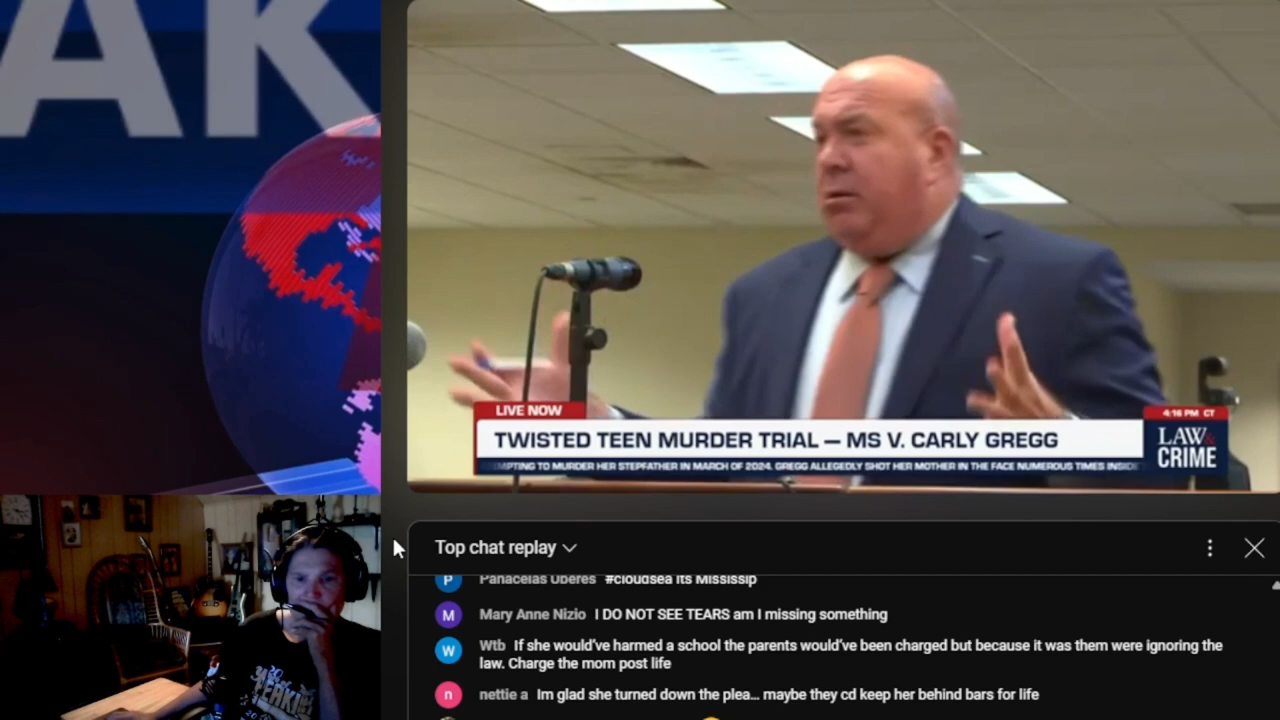 AK
LIVE NOW
4:16 PM CT
TWISTED TEEN MURDER TRIAL — MS V. CARLY GREGG
LAW&
CRIME
MPTING TO MURDER HER STEPFATHER IN MARCH OF 2024. GREGG ALLEGEDLY SHOT HER MOTHER IN THE FACE NUMEROUS TIMES INSIDE
Top chat replay
P Panacelas Uberes #cloudsea its Mississip
M Mary Anne Nizio I DO NOT SEE TEARS am I missing something
W Wtb If she would've harmed a school the parents would've been charged but because it was them were ignoring the
law. Charge the mom post life
n nettie a Im glad she turned down the plea... maybe they cd keep her behind bars for life